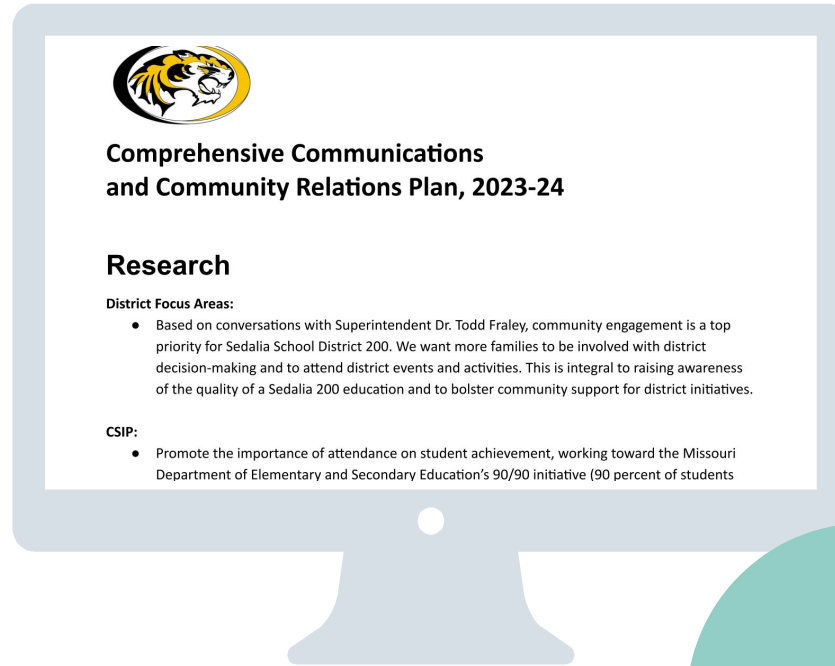 Comprehensive Communications
and Community Relations Plan, 2023-24
Research
District Focus Areas:
● Based on conversations with Superintendent Dr. Todd Fraley, community engagement is a top
priority for Sedalia School District 200. We want more families to be involved with district
decision-making and to attend district events and activities. This is integral to raising awareness
of the quality of a Sedalia 200 education and to bolster community support for district initiatives.
CSIP:
● Promote the importance of attendance on student achievement, working toward the Missouri
Department of Elementary and Secondary Education's 90/90 initiative (90 percent of students